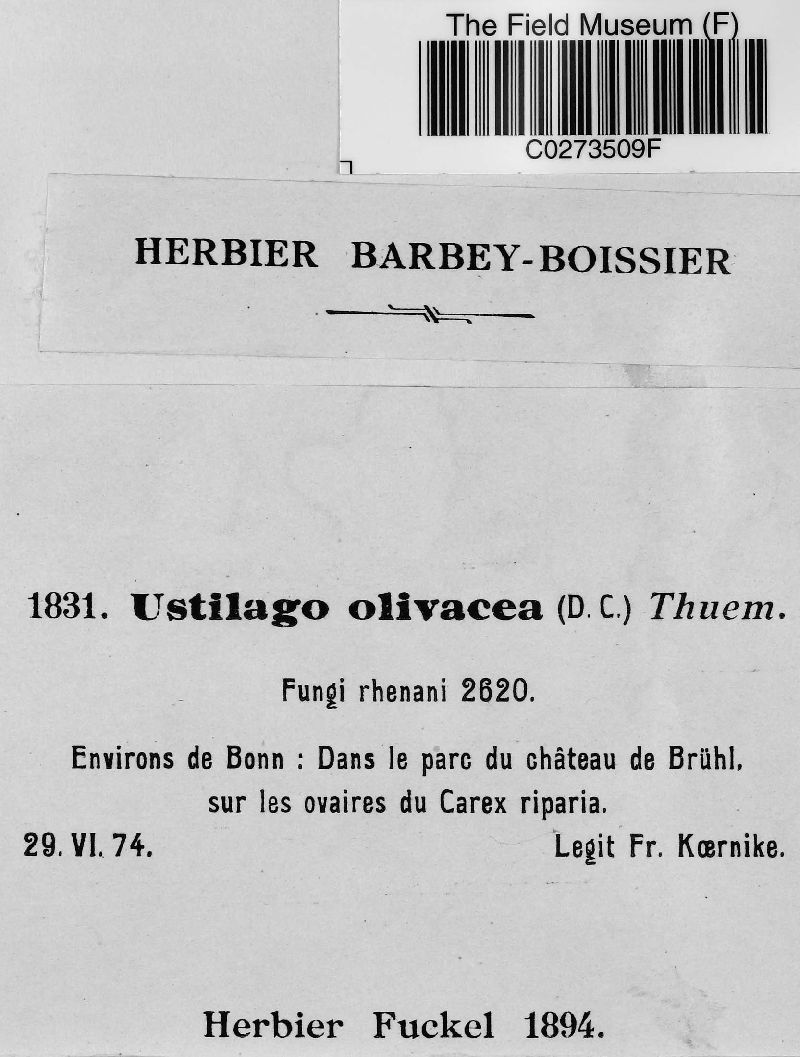 The Field Museum (F)
C0273509F
HERBIER BARBEY-BOISSIER
1831. Ustilago olivacea (D. C.) Thuem.
Fungi rhenani 2620.
Environs de Bonn : Dans le parc du château de Brühl,
sur les ovaires du Carex riparia.
29. VI. 74. Legit Fr. Kœrnike.
Herbier Fuckel 1894.